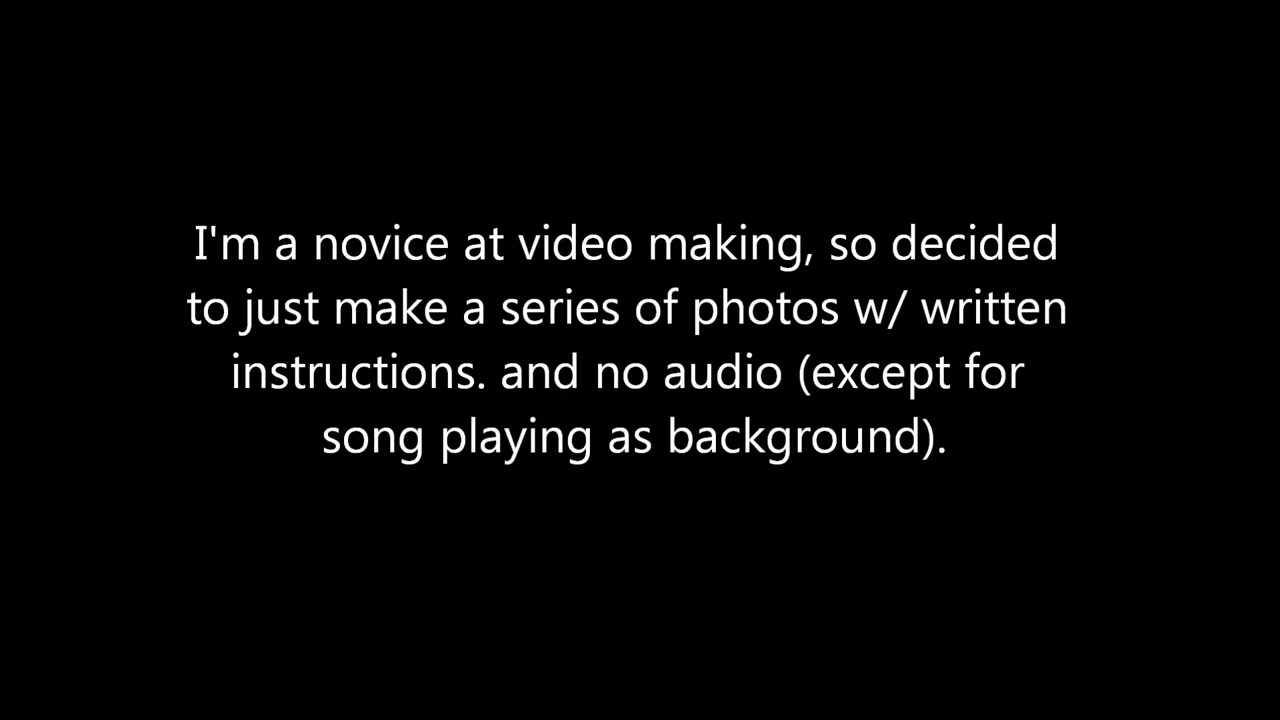 I'm a novice at video making, so decided
to just make a series of photos w/ written
instructions. and no audio (except for
song playing as background).